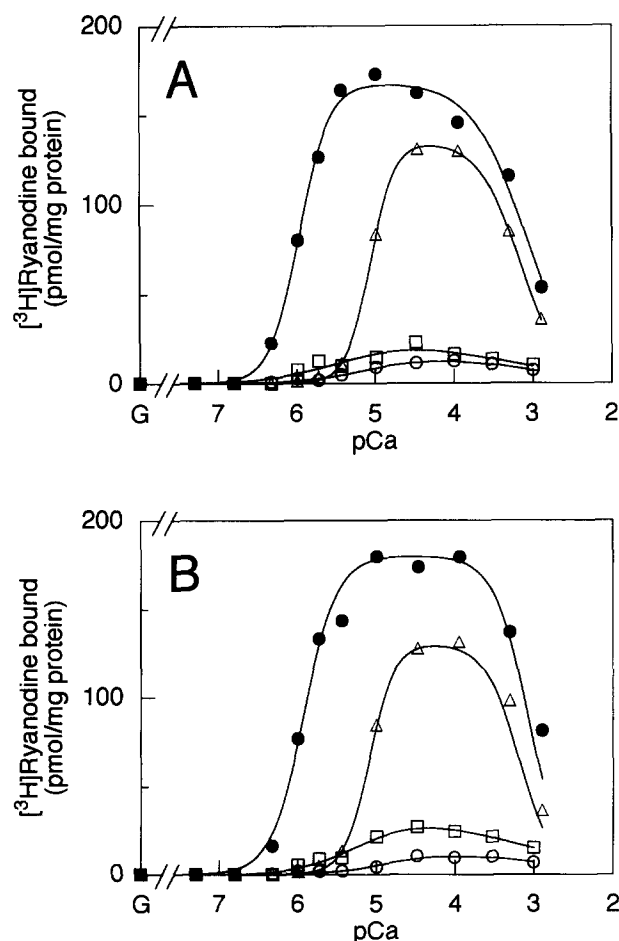 A
[³H]Ryanodine bound
(pmol/mg protein)
200
100
0
G 7 6 5 4 3 2
pCa
B
[³H]Ryanodine bound
(pmol/mg protein)
200
100
0
G 7 6 5 4 3 2
pCa